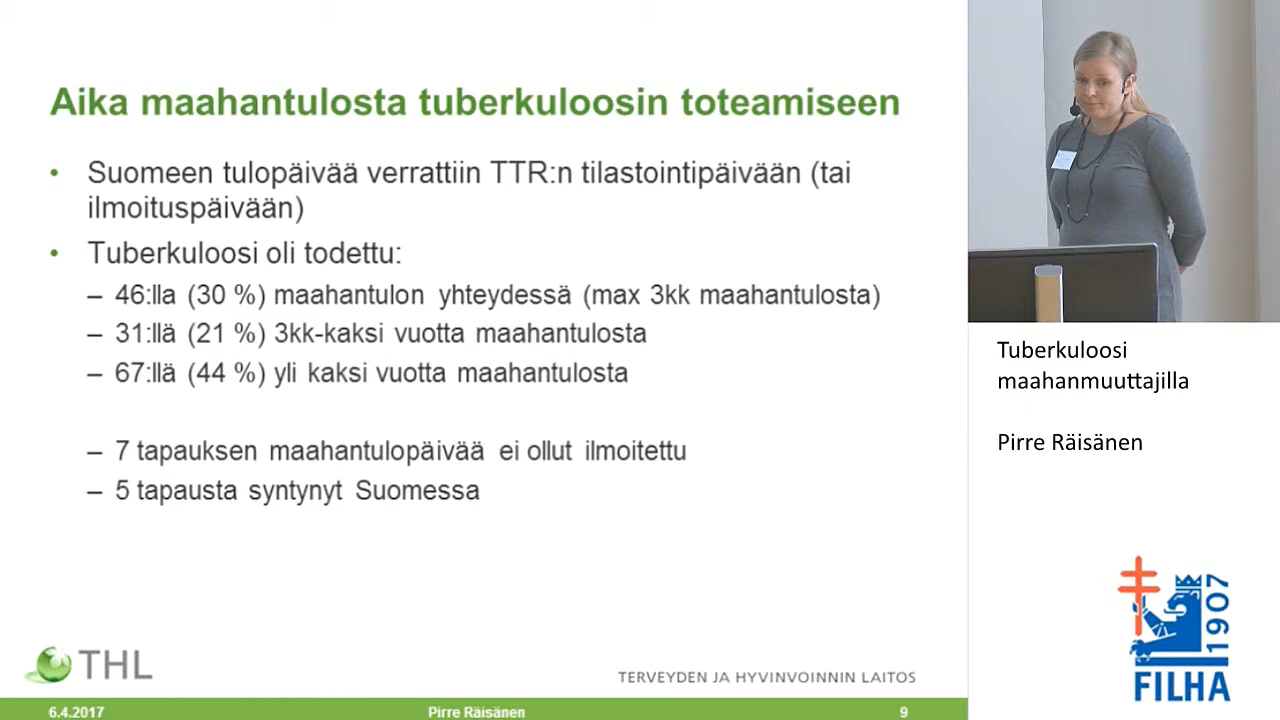 Aika maahantulosta tuberkuloosin toteamiseen
• Suomeen tulopäivää verrattiin TTR:n tilastointipäivään (tai
ilmoituspäivään)
• Tuberkuloosi oli todettu:
– 46:lla (30 %) maahantulon yhteydessä (max 3kk maahantulosta)
– 31:llä (21 %) 3kk-kaksi vuotta maahantulosta
– 67:llä (44 %) yli kaksi vuotta maahantulosta
– 7 tapauksen maahantulopäivää ei ollut ilmoitettu
– 5 tapausta syntynyt Suomessa
THL
TERVEYDEN JA HYVINVOINNIN LAITOS
6.4.2017
Pirre Räisänen
9
Tuberkuloosi
maahanmuuttajilla
Pirre Räisänen
1907
FILHA